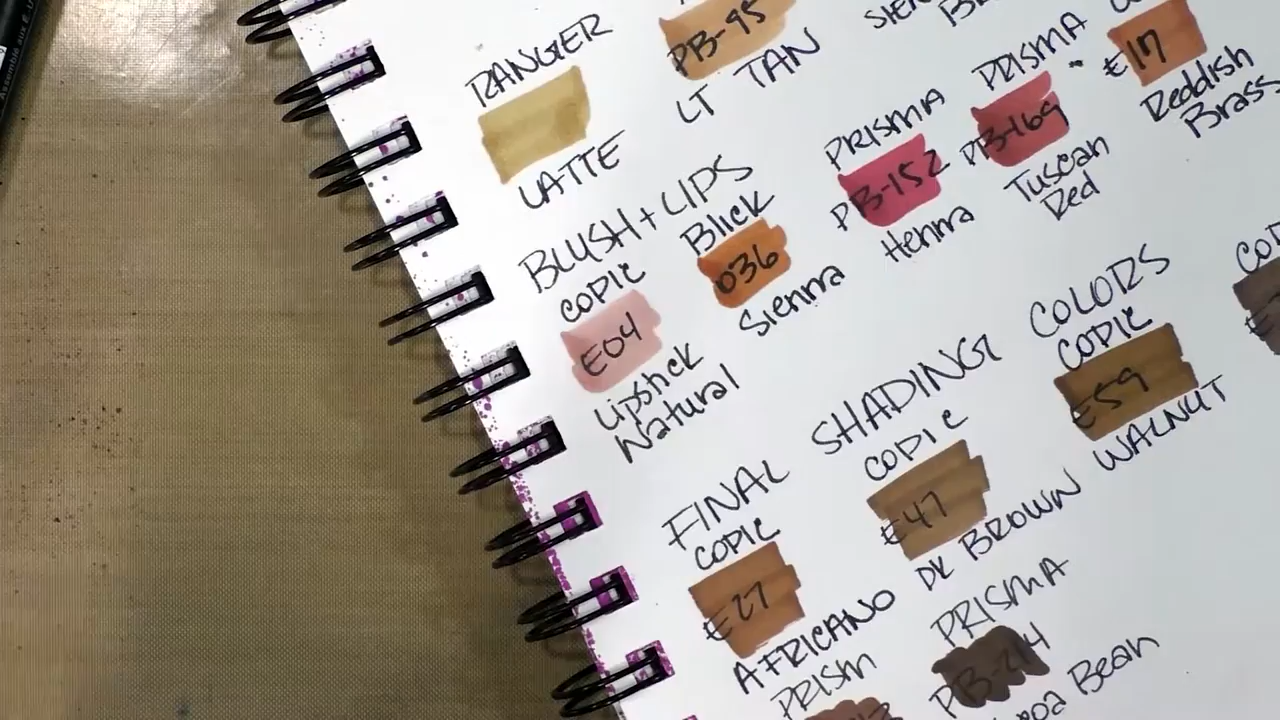 RANGER
LATTE
PB-95
LT TAN
PRISMA
PB-152
Henna
PRISMA
PB-169
Tuscan
Red
E17
Reddish
Brass
BLUSH + LIPS
COPIC
E04
Lipstick
Natural
Blick
036
Sienna
FINAL SHADING COLORS
COPIC
E27
AFRICANO
COPIC
E47
DK BROWN
COPIC
E59
WALNUT
PRISM
PRISMA
PB-214
Bean